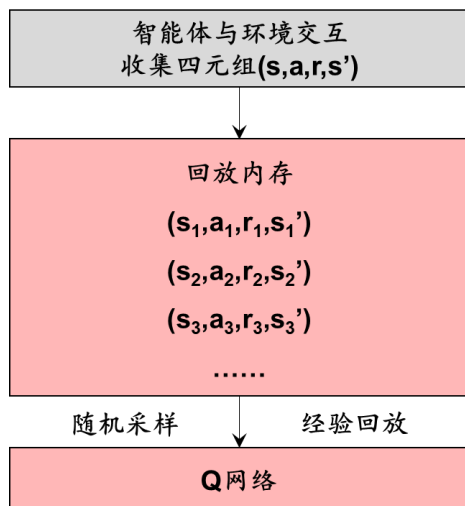 智能体与环境交互
收集四元组(s,a,r,s’)
回放内存
(s₁,a₁,r₁,s₁’)
(s₂,a₂,r₂,s₂’)
(s₃,a₃,r₃,s₃’)
……
随机采样 经验回放
Q网络